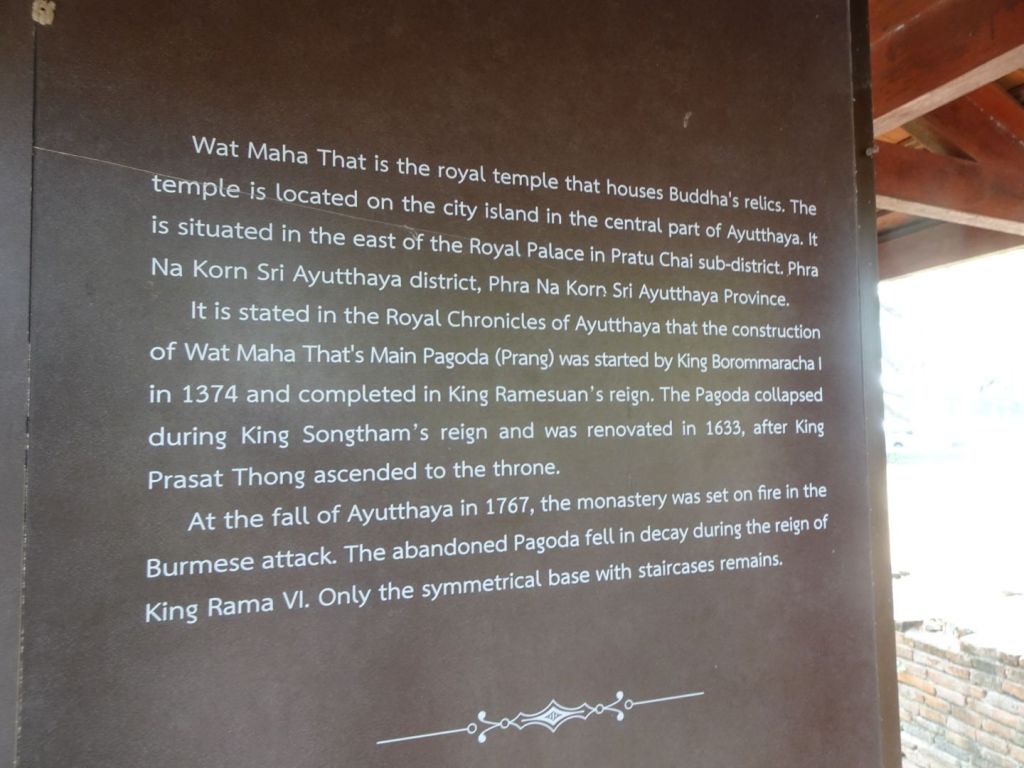 Wat Maha That is the royal temple that houses Buddha's relics. The
temple is located on the city island in the central part of Ayutthaya. It
is situated in the east of the Royal Palace in Pratu Chai sub-district. Phra
Na Korn Sri Ayutthaya district, Phra Na Korn Sri Ayutthaya Province.
It is stated in the Royal Chronicles of Ayutthaya that the construction
of Wat Maha That's Main Pagoda (Prang) was started by King Borommaracha I
in 1374 and completed in King Ramesuan's reign. The Pagoda collapsed
during King Songtham's reign and was renovated in 1633, after King
Prasat Thong ascended to the throne.
At the fall of Ayutthaya in 1767, the monastery was set on fire in the
Burmese attack. The abandoned Pagoda fell in decay during the reign of
King Rama VI. Only the symmetrical base with staircases remains.